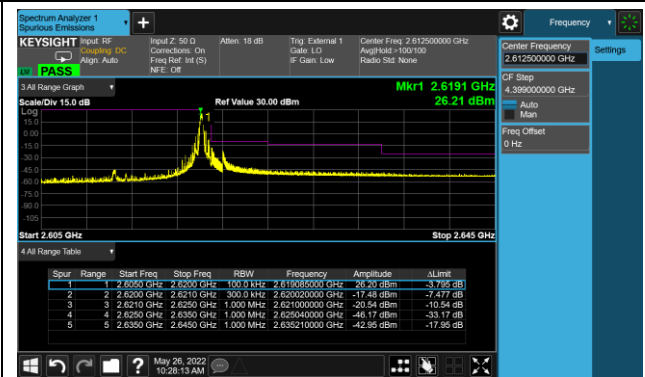 Spectrum Analyzer 1
Spurious Emissions
Frequency
KEYSIGHT
Input: RF
Coupling: DC
Align: Auto
Input Z: 50 Ω
Corrections: On
Freq Ref: Int (S)
NFE: Off
Atten: 18 dB
Trig: External 1
Gate: LO
IF Gain: Low
Center Freq: 2.612500000 GHz
Avg|Hold:>100/100
Radio Std: None
PASS
Center Frequency
2.612500000 GHz
Settings
CF Step
4.399000000 GHz
Auto
Man
Freq Offset
0 Hz
3 All Range Graph
Mkr1 2.6191 GHz
Scale/Div 15.0 dB
Ref Value 30.00 dBm
26.21 dBm
Log
15.0
0.00
-15.0
-30.0
-45.0
-60.0
-75.0
-90.0
-105
1
Start 2.605 GHz
Stop 2.645 GHz
4 All Range Table
Spur Range Start Freq Stop Freq RBW Frequency Amplitude ΔLimit
1 1 2.6050 GHz 2.6200 GHz 100.0 kHz 2.619085000 GHz 26.20 dBm -3.795 dB
2 2 2.6200 GHz 2.6210 GHz 300.0 kHz 2.620020000 GHz -17.48 dBm -7.477 dB
3 3 2.6210 GHz 2.6250 GHz 1.000 MHz 2.621000000 GHz -20.54 dBm -10.54 dB
4 4 2.6250 GHz 2.6350 GHz 1.000 MHz 2.625040000 GHz -46.17 dBm -33.17 dB
5 5 2.6350 GHz 2.6450 GHz 1.000 MHz 2.635210000 GHz -42.95 dBm -17.95 dB
?
May 26, 2022
10:28:13 AM